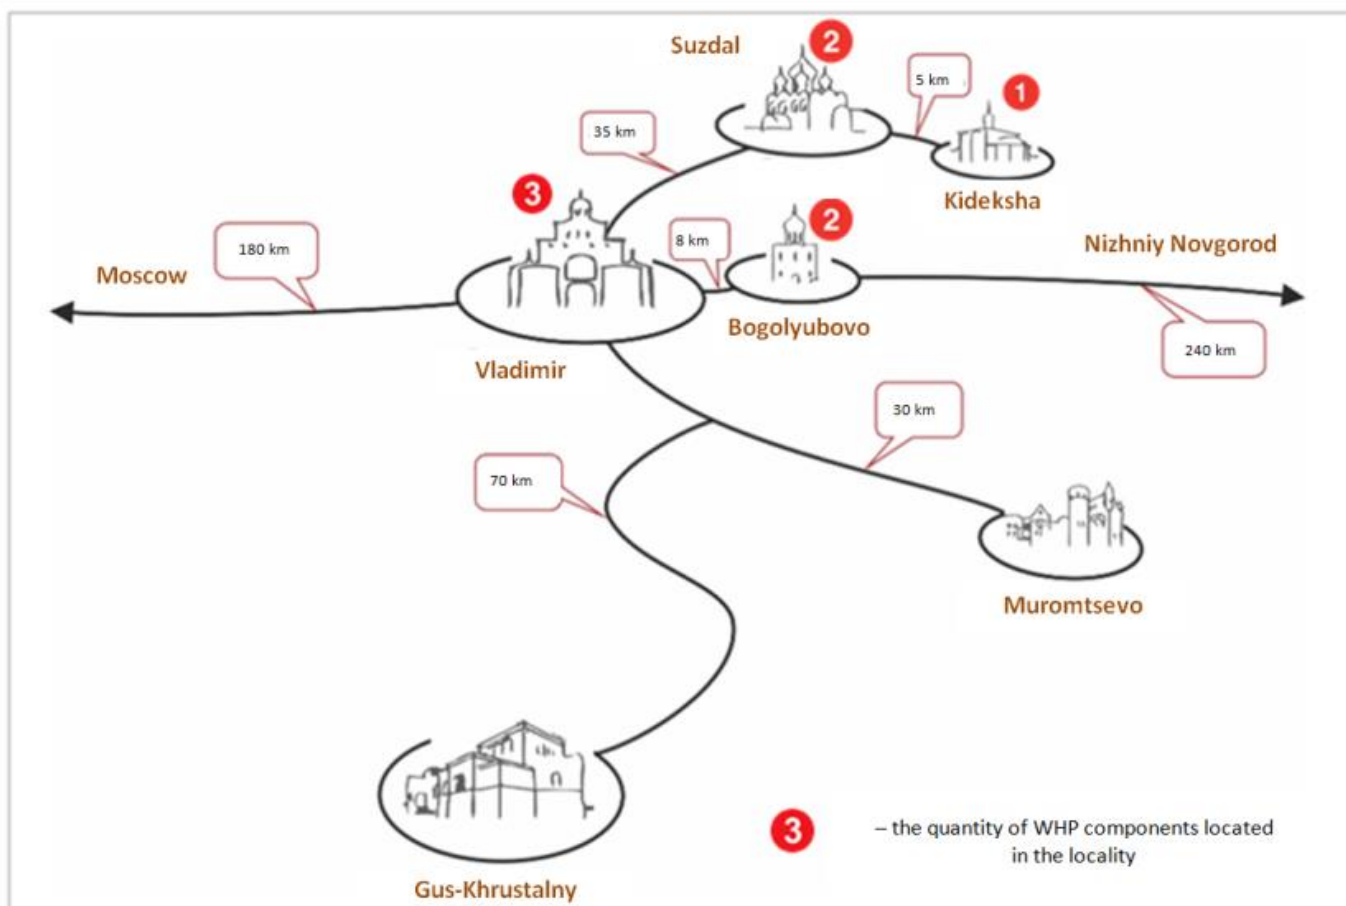 Suzdal
2
5 km
1
35 km
3
Kideksha
2
8 km
180 km
Nizhniy Novgorod
Moscow
Bogolyubovo
240 km
Vladimir
30 km
70 km
Muromtsevo
3
– the quantity of WHP components located
in the locality
Gus-Khrustalny